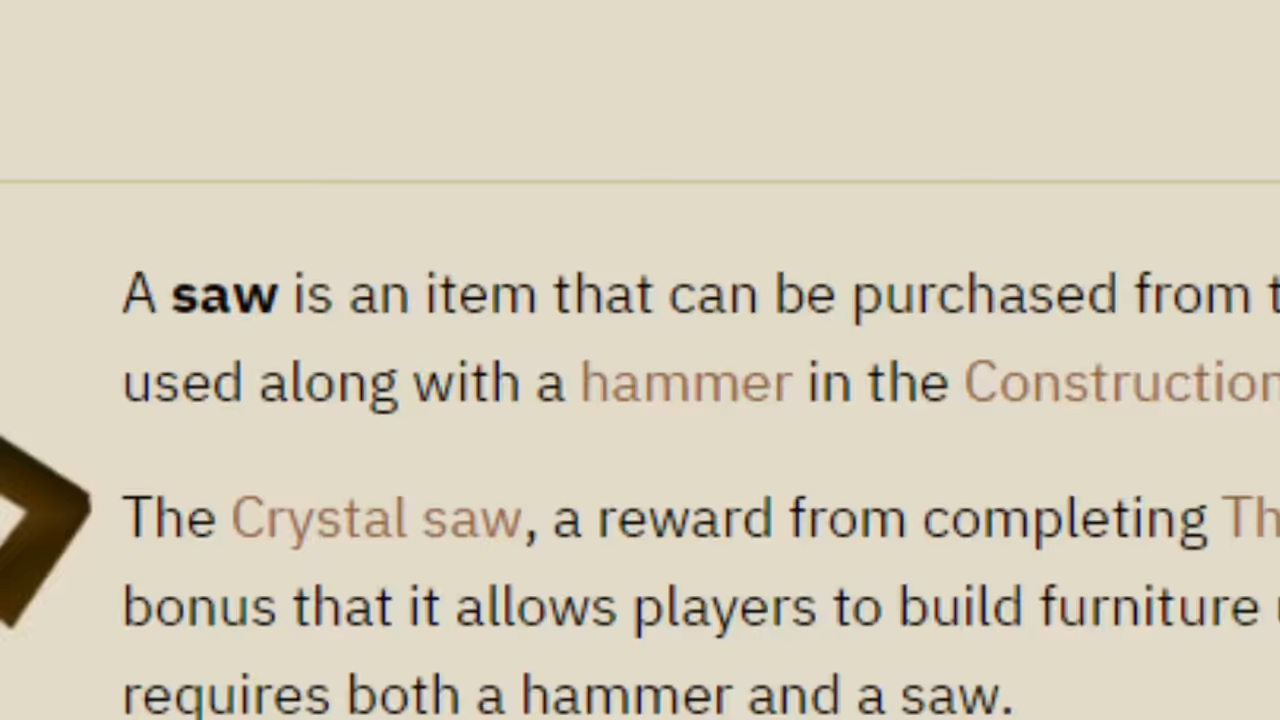 A saw is an item that can be purchased from
used along with a hammer in the Construction
The Crystal saw, a reward from completing
bonus that it allows players to build furniture
requires both a hammer and a saw.